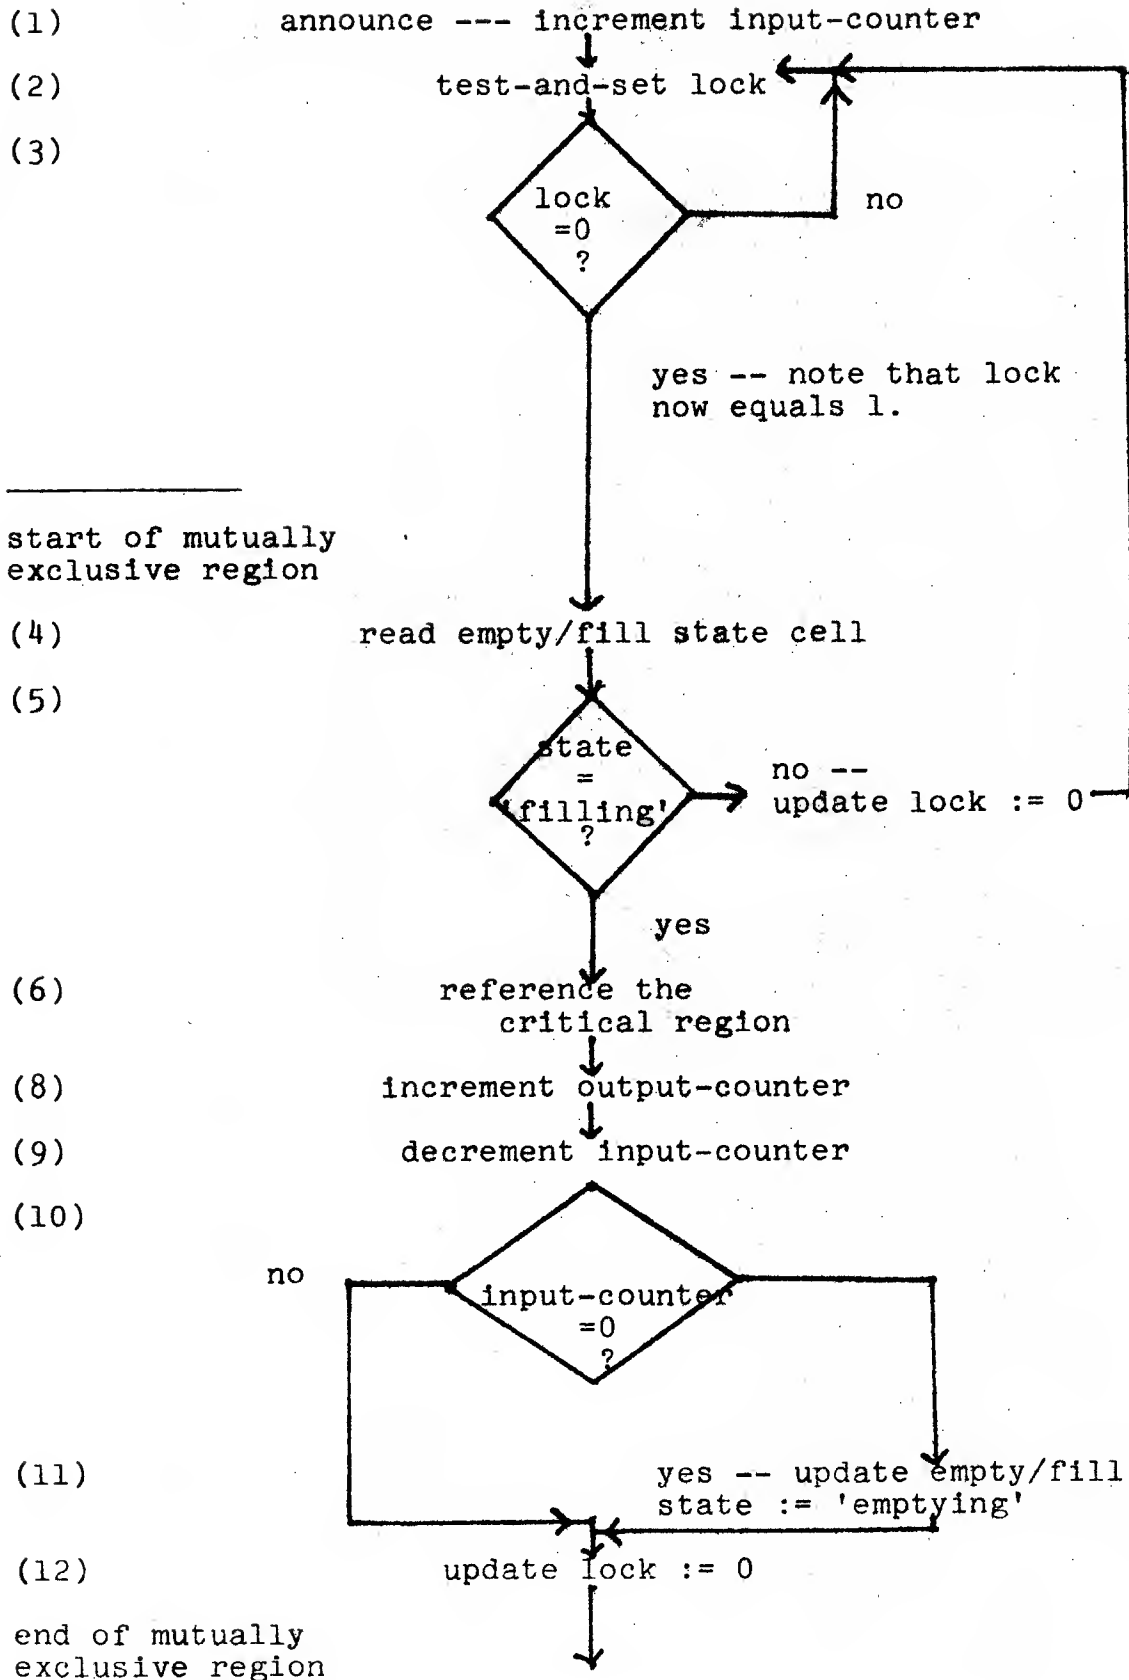 (1) announce --- increment input-counter
(2) test-and-set lock
(3)
lock
=0
?
no
yes -- note that lock
now equals 1.
start of mutually
exclusive region
(4) read empty/fill state cell
(5)
state
=
'filling'
?
no --
update lock := 0
yes
(6) reference the
critical region
(8) increment output-counter
(9) decrement input-counter
(10)
no
input-counter
=0
?
(11) yes -- update empty/fill
state := 'emptying'
(12) update lock := 0
end of mutually
exclusive region